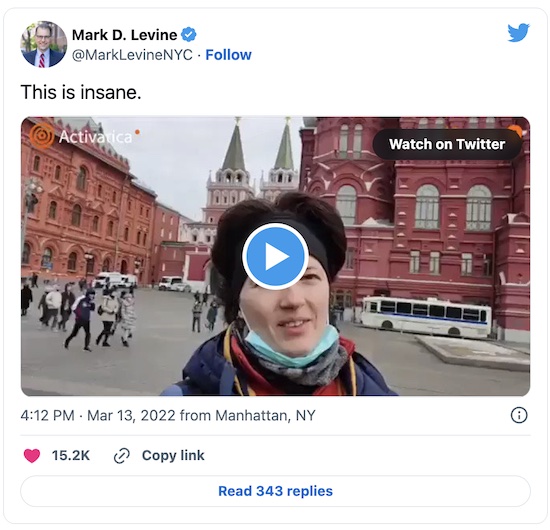 Mark D. Levine
@MarkLevineNYC · Follow
This is insane.
Activatica
Watch on Twitter
4:12 PM · Mar 13, 2022 from Manhattan, NY
15.2K Copy link
Read 343 replies